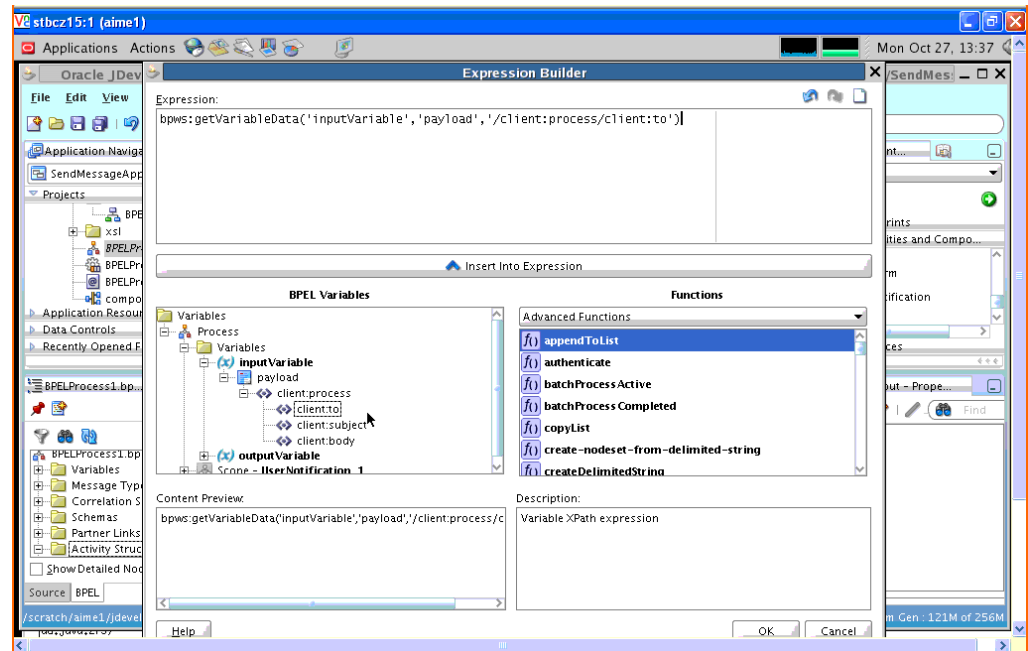 stbcz15:1 (aime1)
Applications Actions
Mon Oct 27, 13:37
Oracle JDev
Expression Builder
/SendMes
File Edit View
Expression:
bpws:getVariableData('inputVariable','payload','/client:process/client:to')
Application Naviga
nt...
SendMessageApp
Projects
BPE
xsl
rints
BPELPr
ities and Compo...
BPELPr
Insert Into Expression
rm
BPELPr
BPEL Variables
Functions
ification
compo
Application Resour
Variables
Advanced Functions
Data Controls
Process
Recently Opened F
Variables
appendToList
ces
inputVariable
authenticate
payload
batchProcessActive
BPELProcess1.bp...
client:process
out - Prope...
client:to
batchProcessCompleted
Find
client:subject
copyList
client:body
create-nodeset-from-delimited-string
BPELProcess1.bp
outputVariable
Variables
Scope - UserNotification_1
createDelimitedString
Message Typ
Correlation S
Content Preview:
Description:
Schemas
bpws:getVariableData('inputVariable','payload','/client:process/c
Variable XPath expression
Partner Links
Activity Struc
Show Detailed Nod
Source BPEL
/scratch/aime1/jdevel
m Gen : 121M of 256M
Help
OK
Cancel